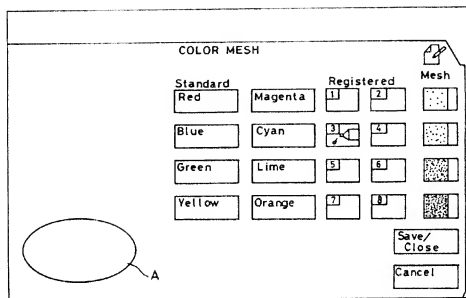 COLOR MESH
Standard Registered Mesh
Red Magenta 1 2
Blue Cyan 3 4
Green Lime 5 6
Yellow Orange 7 8
Save/
Close
Cancel
A